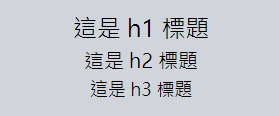 這是 h1 標題
這是 h2 標題
這是 h3 標題